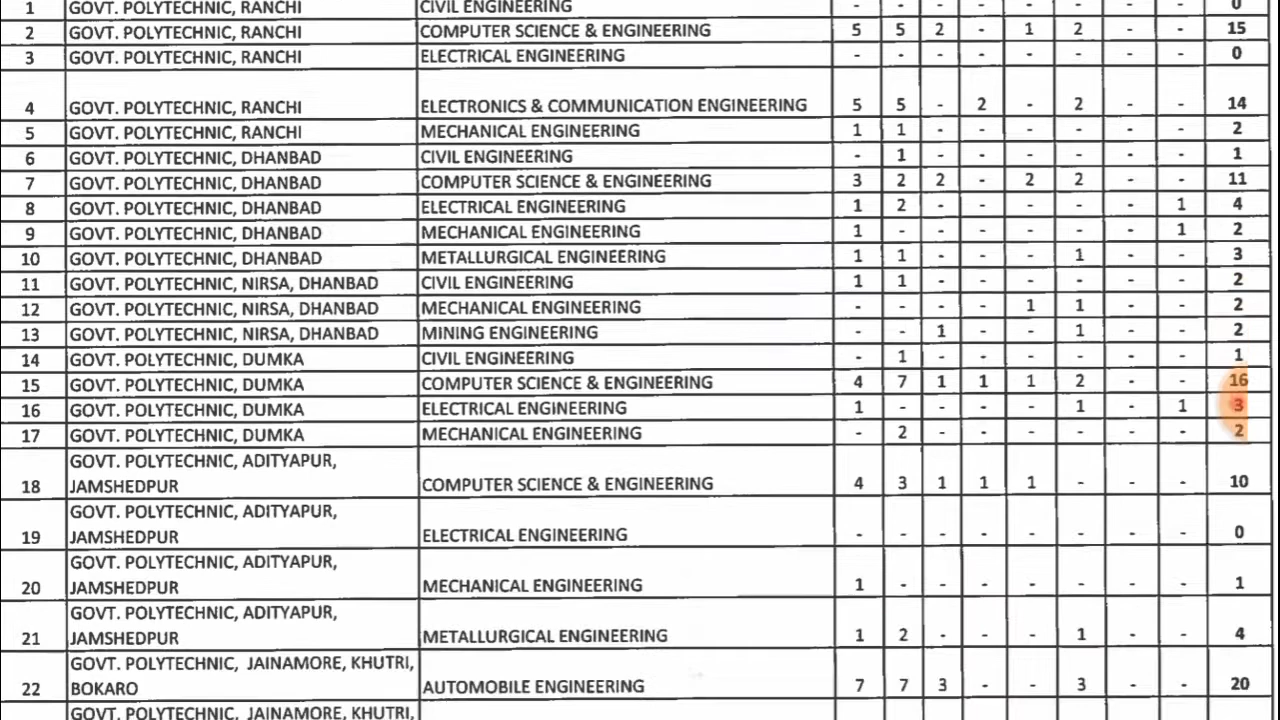 1 GOVT. POLYTECHNIC, RANCHI CIVIL ENGINEERING - - - - - - - - 0
2 GOVT. POLYTECHNIC, RANCHI COMPUTER SCIENCE & ENGINEERING 5 5 2 - 1 2 - - 15
3 GOVT. POLYTECHNIC, RANCHI ELECTRICAL ENGINEERING - - - - - - - - 0
4 GOVT. POLYTECHNIC, RANCHI ELECTRONICS & COMMUNICATION ENGINEERING 5 5 - 2 - 2 - - 14
5 GOVT. POLYTECHNIC, RANCHI MECHANICAL ENGINEERING 1 1 - - - - - - 2
6 GOVT. POLYTECHNIC, DHANBAD CIVIL ENGINEERING - 1 - - - - - - 1
7 GOVT. POLYTECHNIC, DHANBAD COMPUTER SCIENCE & ENGINEERING 3 2 2 - 2 2 - - 11
8 GOVT. POLYTECHNIC, DHANBAD ELECTRICAL ENGINEERING 1 2 - - - - - 1 4
9 GOVT. POLYTECHNIC, DHANBAD MECHANICAL ENGINEERING 1 - - - - - - 1 2
10 GOVT. POLYTECHNIC, DHANBAD METALLURGICAL ENGINEERING 1 1 - - - 1 - - 3
11 GOVT. POLYTECHNIC, NIRSA, DHANBAD CIVIL ENGINEERING 1 1 - - - - - - 2
12 GOVT. POLYTECHNIC, NIRSA, DHANBAD MECHANICAL ENGINEERING - - - - 1 1 - - 2
13 GOVT. POLYTECHNIC, NIRSA, DHANBAD MINING ENGINEERING - - 1 - - 1 - - 2
14 GOVT. POLYTECHNIC, DUMKA CIVIL ENGINEERING - 1 - - - - - - 1
15 GOVT. POLYTECHNIC, DUMKA COMPUTER SCIENCE & ENGINEERING 4 7 1 1 1 2 - - 16
16 GOVT. POLYTECHNIC, DUMKA ELECTRICAL ENGINEERING 1 - - - - 1 - 1 3
17 GOVT. POLYTECHNIC, DUMKA MECHANICAL ENGINEERING - 2 - - - - - - 2
GOVT. POLYTECHNIC, ADITYAPUR,
18 JAMSHEDPUR COMPUTER SCIENCE & ENGINEERING 4 3 1 1 1 - - - 10
GOVT. POLYTECHNIC, ADITYAPUR,
19 JAMSHEDPUR ELECTRICAL ENGINEERING - - - - - - - - 0
GOVT. POLYTECHNIC, ADITYAPUR,
20 JAMSHEDPUR MECHANICAL ENGINEERING 1 - - - - - - - 1
GOVT. POLYTECHNIC, ADITYAPUR,
21 JAMSHEDPUR METALLURGICAL ENGINEERING 1 2 - - - 1 - - 4
GOVT. POLYTECHNIC, JAINAMORE, KHUTRI,
22 BOKARO AUTOMOBILE ENGINEERING 7 7 3 - - 3 - - 20
GOVT. POLYTECHNIC, JAINAMORE, KHUTRI,